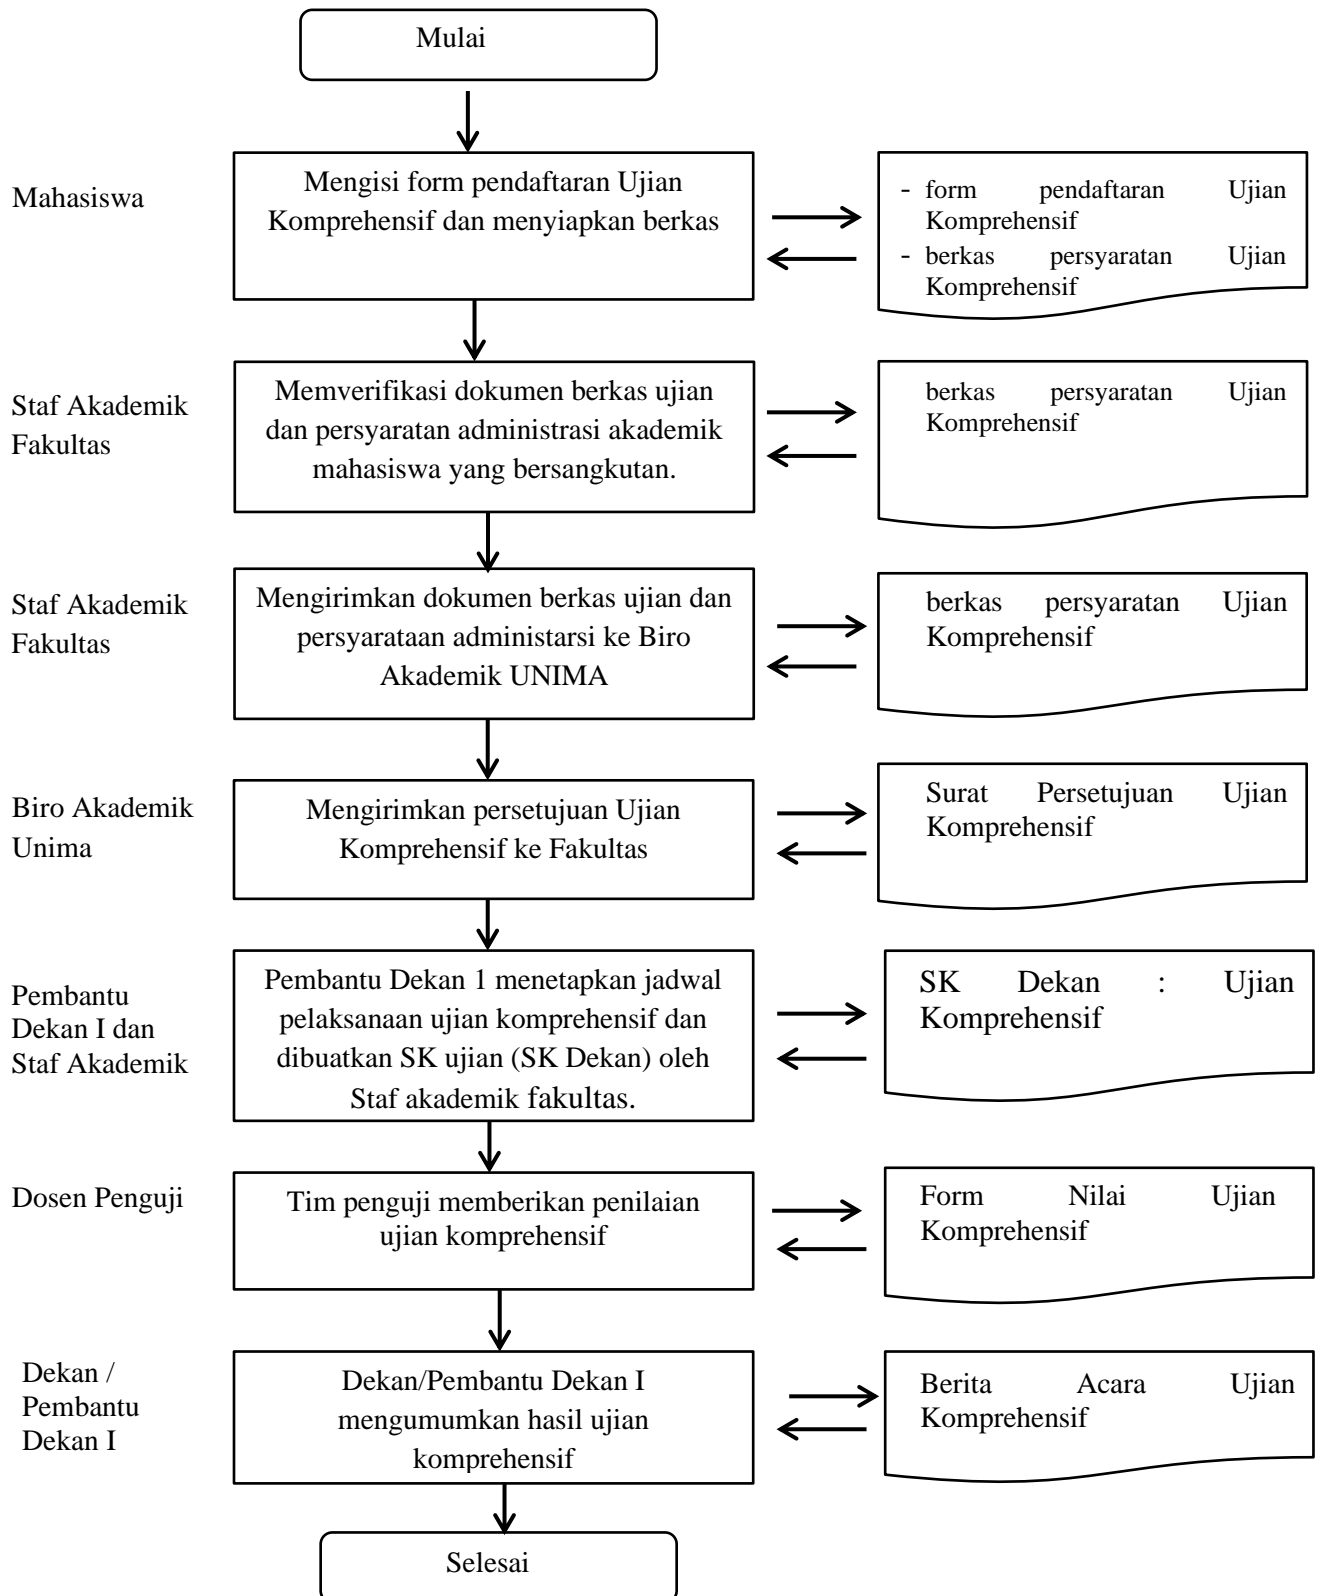 Mulai
Mahasiswa
Mengisi form pendaftaran Ujian
Komprehensif dan menyiapkan berkas
- form pendaftaran Ujian
Komprehensif
- berkas persyaratan Ujian
Komprehensif
Staf Akademik
Fakultas
Memverifikasi dokumen berkas ujian
dan persyaratan administrasi akademik
mahasiswa yang bersangkutan.
berkas persyaratan Ujian
Komprehensif
Staf Akademik
Fakultas
Mengirimkan dokumen berkas ujian dan
persyarataan administarsi ke Biro
Akademik UNIMA
berkas persyaratan Ujian
Komprehensif
Biro Akademik
Unima
Mengirimkan persetujuan Ujian
Komprehensif ke Fakultas
Surat Persetujuan Ujian
Komprehensif
Pembantu
Dekan I dan
Staf Akademik
Pembantu Dekan 1 menetapkan jadwal
pelaksanaan ujian komprehensif dan
dibuatkan SK ujian (SK Dekan) oleh
Staf akademik fakultas.
SK Dekan : Ujian
Komprehensif
Dosen Penguji
Tim penguji memberikan penilaian
ujian komprehensif
Form Nilai Ujian
Komprehensif
Dekan /
Pembantu
Dekan I
Dekan/Pembantu Dekan I
mengumumkan hasil ujian
komprehensif
Berita Acara Ujian
Komprehensif
Selesai